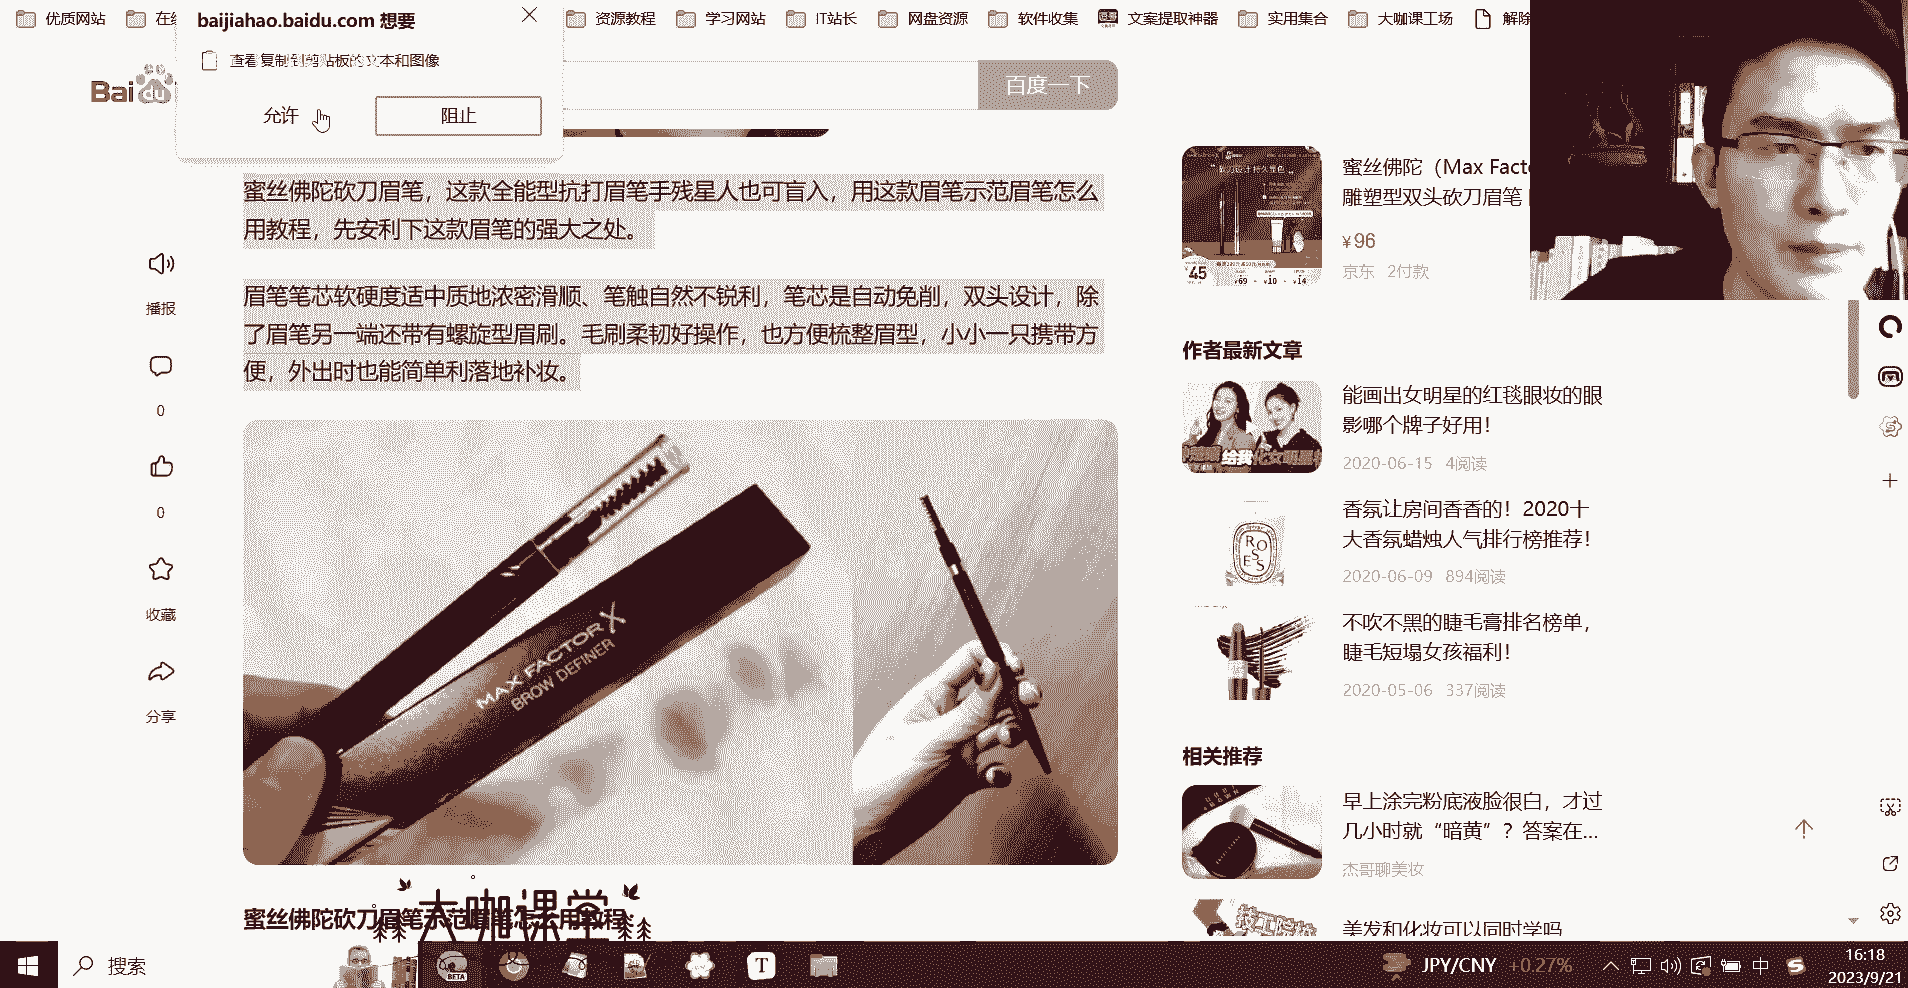 优质网站
资源教程
学习网站
IT站长
网盘资源
软件收集
文案提取神器
实用集合
大咖课工场
解除
baijiahao.baidu.com 想要
查看复制到剪贴板的文本和图像
允许
阻止
Bai du
百度一下
蜜丝佛陀砍刀眉笔，这款全能型抗打眉笔手残星人也可盲入，用这款眉笔示范眉笔怎么
用教程，先安利下这款眉笔的强大之处。
眉笔笔芯软硬度适中质地浓密滑顺、笔触自然不锐利，笔芯是自动免削，双头设计，除
了眉笔另一端还带有螺旋型眉刷。毛刷柔韧好操作，也方便梳整眉型，小小一只携带方
便，外出时也能简单利落地补妆。
播报
0
0
收藏
分享
MAX FACTOR X
BROW DEFINER
蜜丝佛陀砍刀眉笔示范眉笔怎么用教程
大咖课堂
45
蜜丝佛陀（Max Facto
雕塑型双头砍刀眉笔
¥96
京东 2付款
作者最新文章
能画出女明星的红毯眼妆的眼
影哪个牌子好用！
2020-06-15 4阅读
ROSES
香氛让房间香香的！2020十
大香氛蜡烛人气排行榜推荐！
2020-06-09 894阅读
不吹不黑的睫毛膏排名榜单，
睫毛短塌女孩福利！
2020-05-06 337阅读
相关推荐
早上涂完粉底液脸很白，才过
几小时就“暗黄”？答案在...
杰哥聊美妆
美发和化妆可以同时学吗
搜索
BETA
T
JPY/CNY +0.27%
中
16:18
2023/9/21